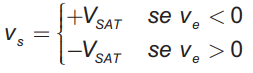 v_s = { +V_SAT se v_e < 0
−V_SAT se v_e > 0